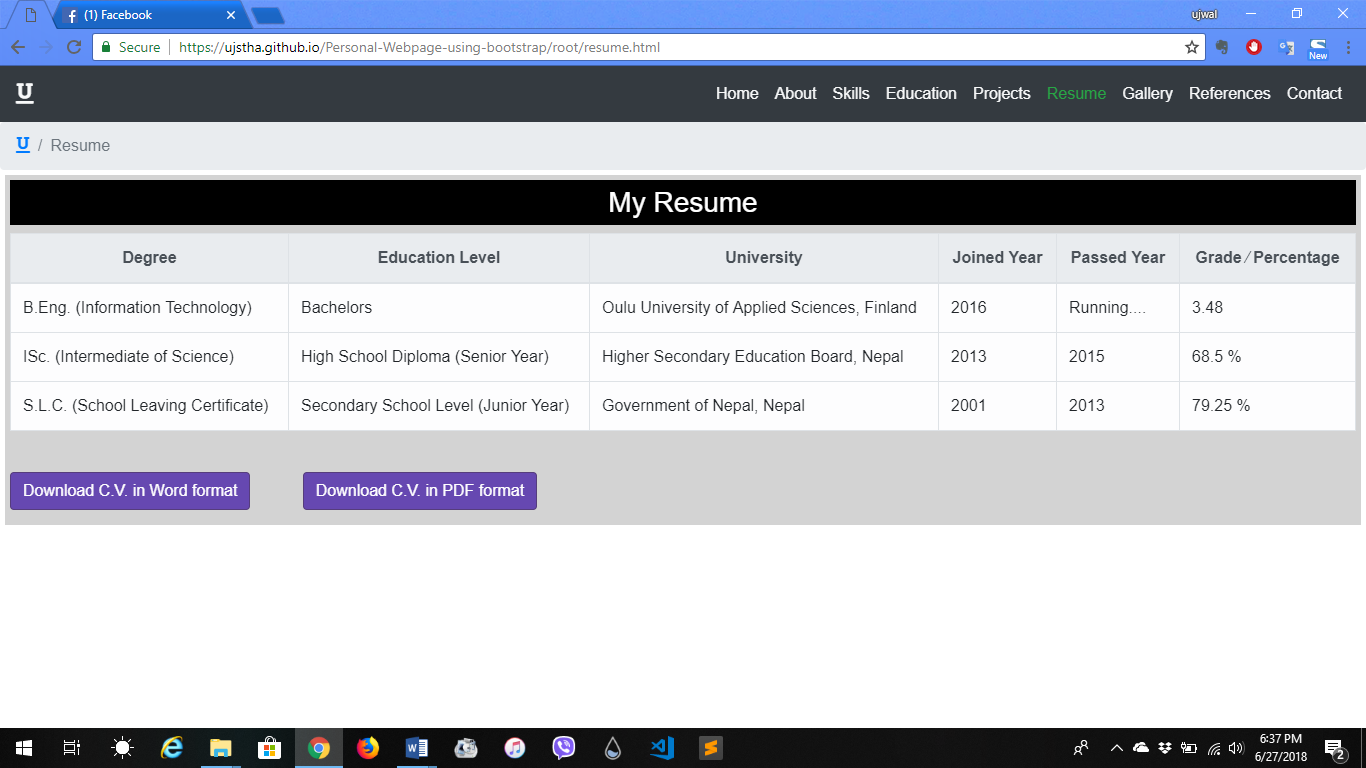 (1) Facebook
ujwal
Secure https://ujstha.github.io/Personal-Webpage-using-bootstrap/root/resume.html
New
U Home About Skills Education Projects Resume Gallery References Contact
U / Resume
My Resume
Degree Education Level University Joined Year Passed Year Grade ⁄ Percentage
B.Eng. (Information Technology) Bachelors Oulu University of Applied Sciences, Finland 2016 Running.... 3.48
ISc. (Intermediate of Science) High School Diploma (Senior Year) Higher Secondary Education Board, Nepal 2013 2015 68.5 %
S.L.C. (School Leaving Certificate) Secondary School Level (Junior Year) Government of Nepal, Nepal 2001 2013 79.25 %
Download C.V. in Word format Download C.V. in PDF format
6:37 PM
6/27/2018
2